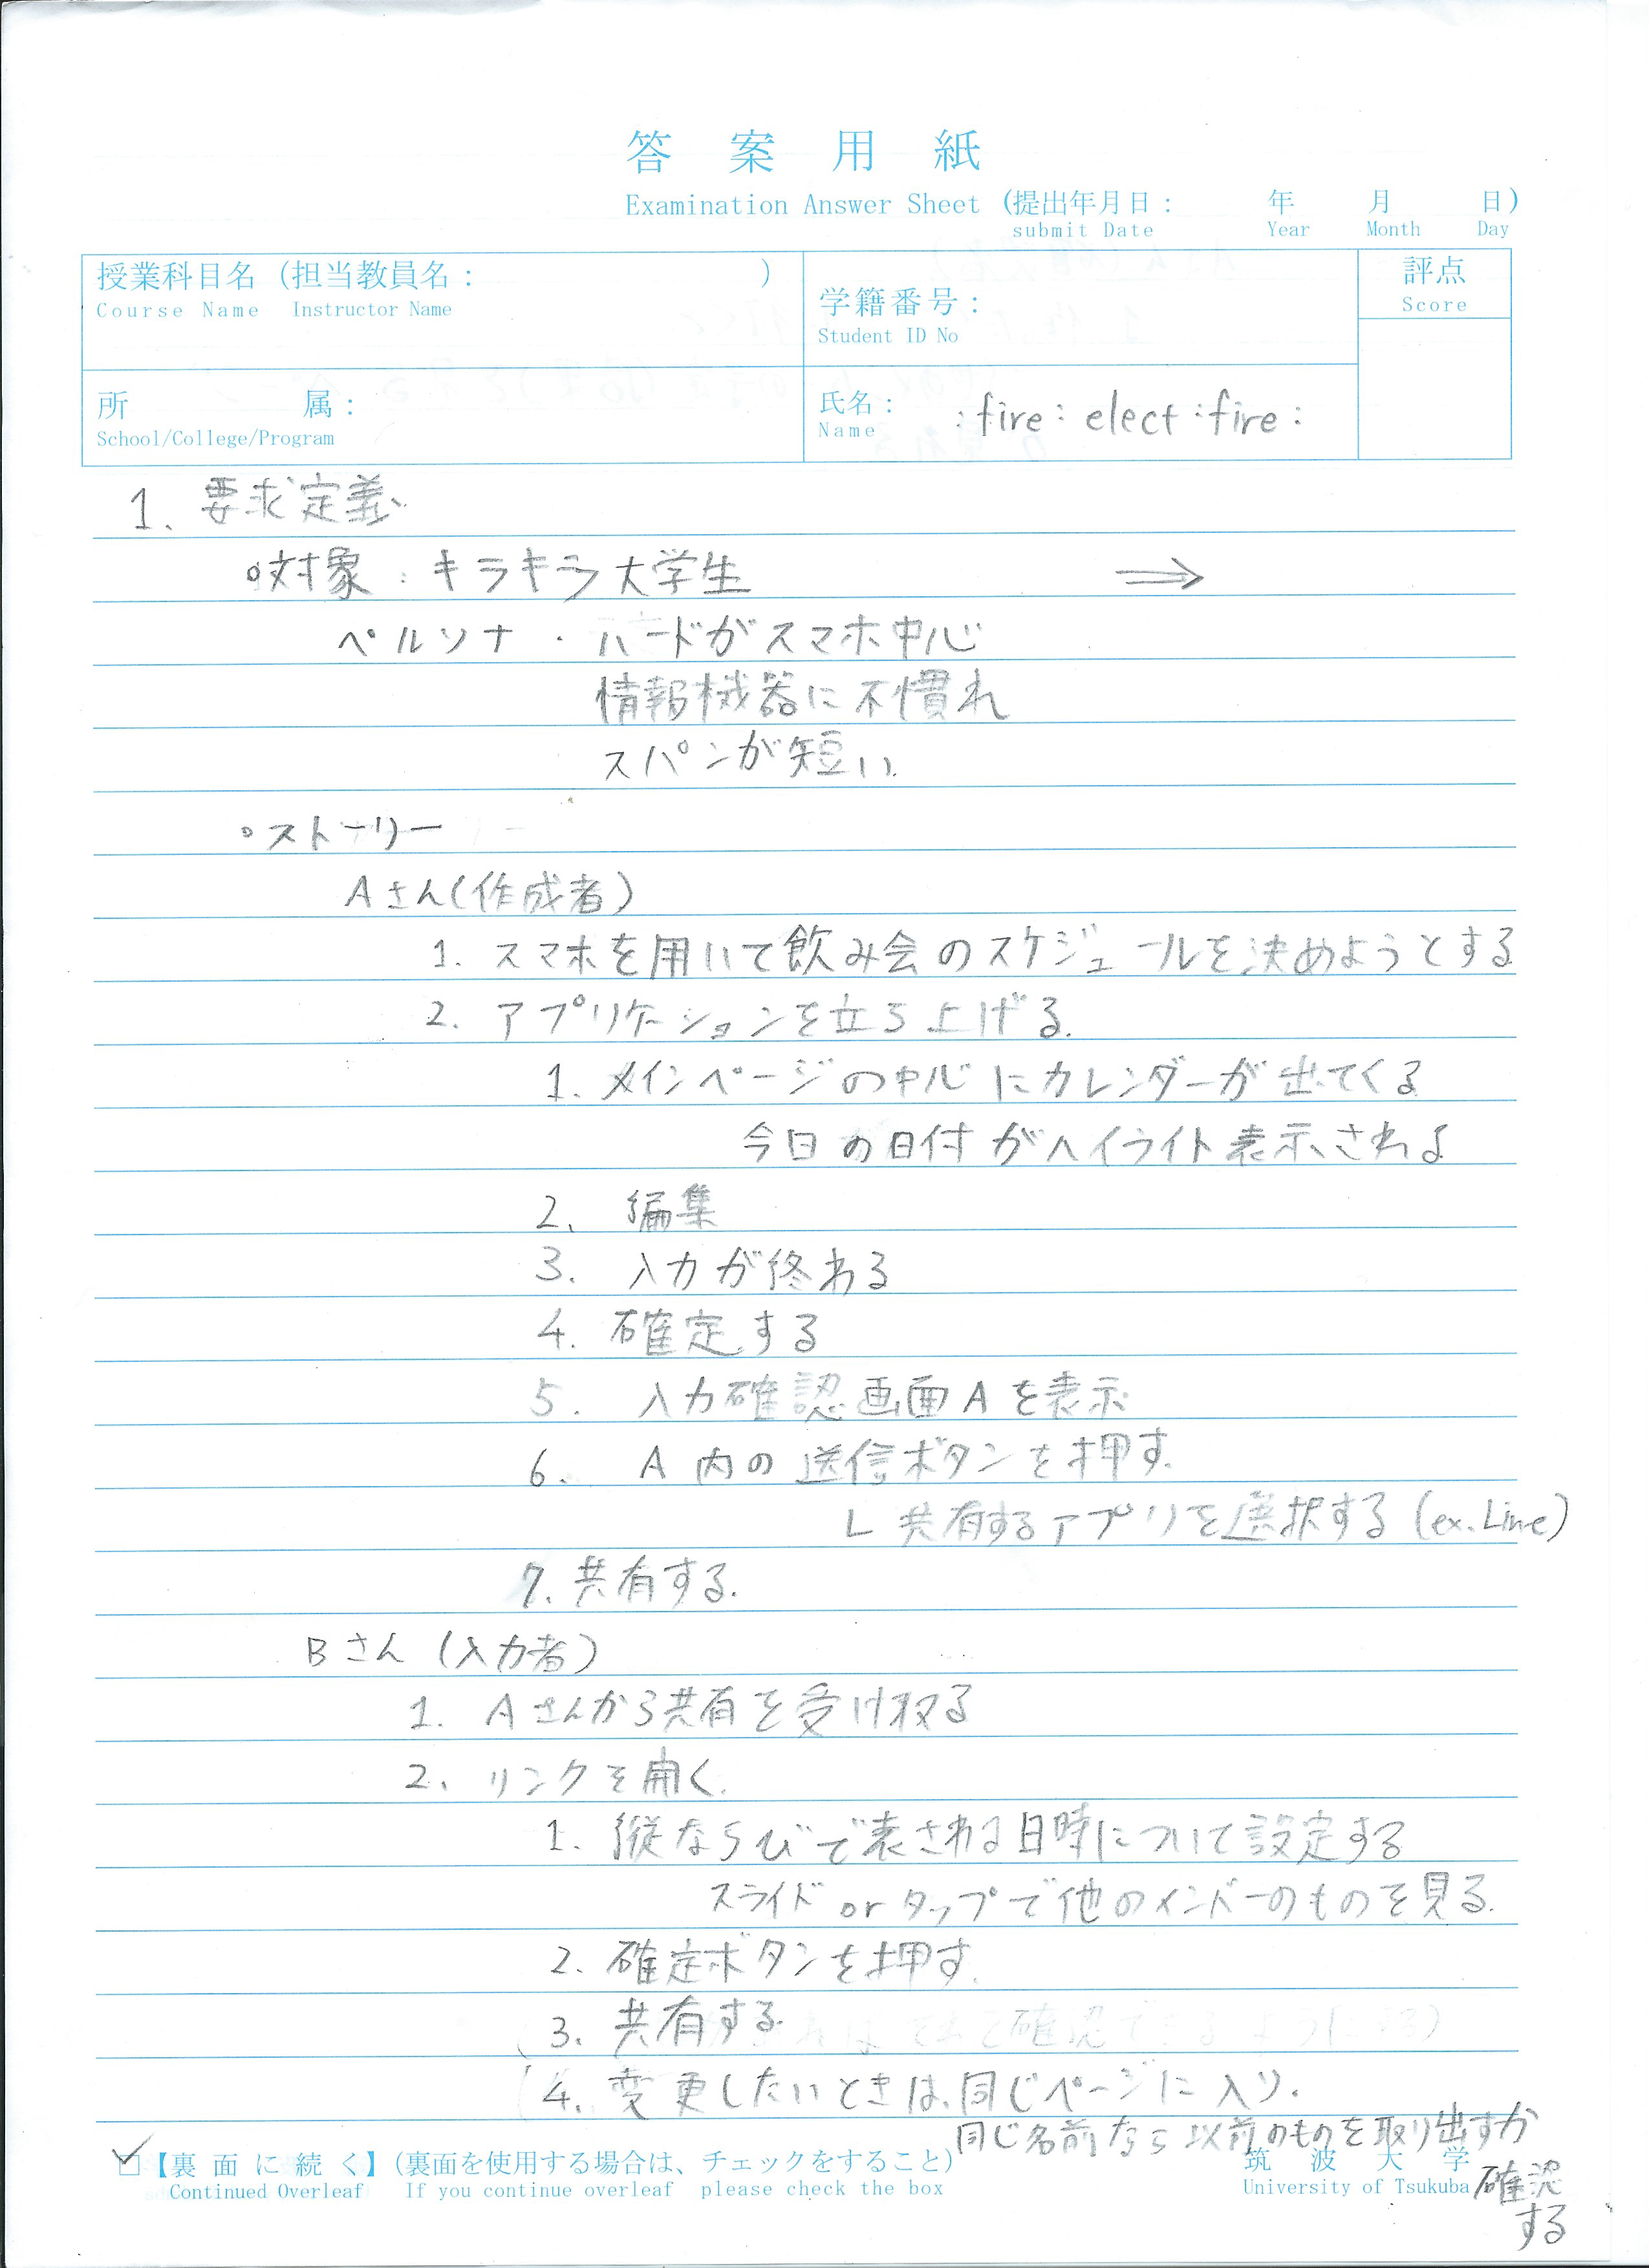 答案用紙
Examination Answer Sheet (提出年月日: 年 月 日)
submit Date Year Month Day
授業科目名 (担当教員名: )
Course Name Instructor Name
学籍番号:
Student ID No
評点
Score
所属:
School/College/Program
氏名: :fire: elect :fire:
Name
1. 要求定義
○対象:キラキラ大学生 ⇒
ペルソナ・ハードがスマホ中心
情報機器に不慣れ
スパンが短い
○ストーリー
Aさん(作成者)
1. スマホを用いて飲み会のスケジュールを決めようとする
2. アプリケーションを立ち上げる.
1. メインページの中心にカレンダーが出てくる
今日の日付がハイライト表示される
2. 編集
3. 入力が終わる
4. 確定する
5. 入力確認画面Aを表示
6. A内の送信ボタンを押す.
L 共有するアプリを選択する (ex. Line)
7. 共有する.
Bさん (入力者)
1. Aさんから共有を受け取る
2. リンクを開く.
1. 縦ならびで表される日時について設定する
スライド or タップで他のメンバーのものを見る.
2. 確定ボタンを押す.
3. 共有する
(4. 変更したいときは、同じページに入り.
同じ名前なら以前のものを取り出すか
確認
する
✓□【裏面に続く】(裏面を使用する場合は、チェックをすること)
Continued Overleaf If you continue overleaf please check the box
筑波大学
University of Tsukuba